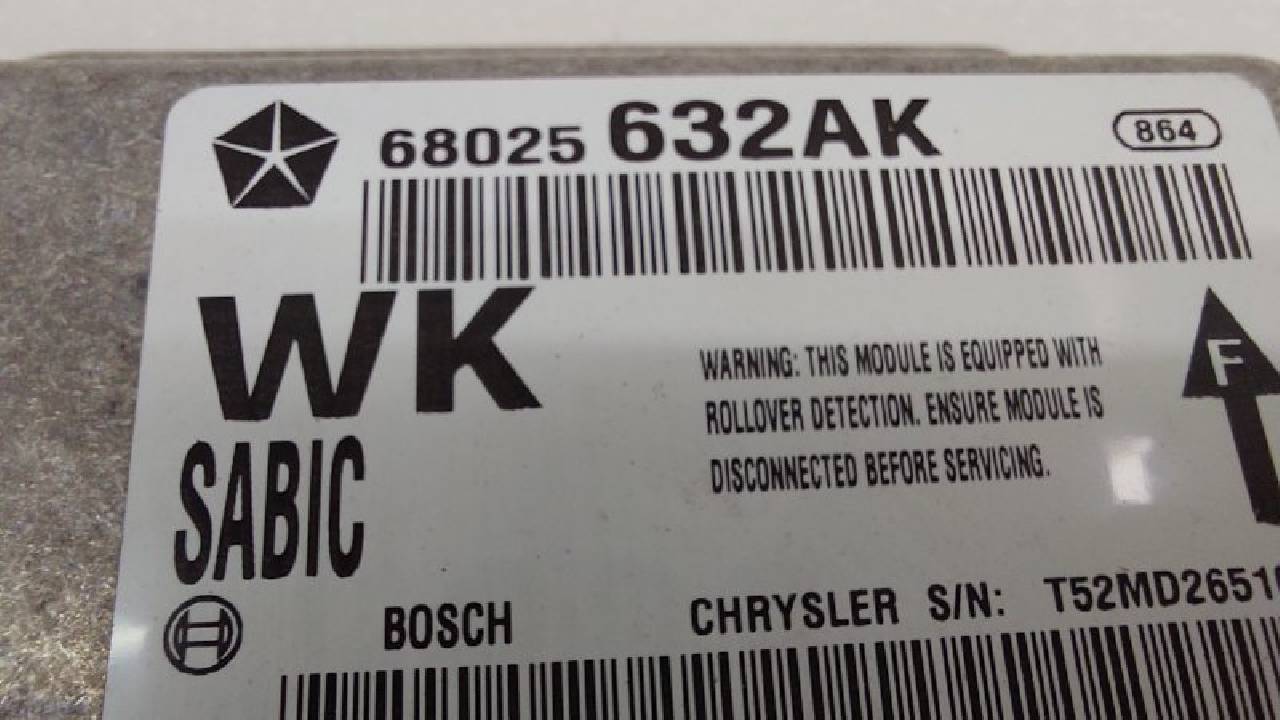 68025 632AK 864
WK
WARNING: THIS MODULE IS EQUIPPED WITH
ROLLOVER DETECTION. ENSURE MODULE IS
DISCONNECTED BEFORE SERVICING.
F
SABIC
BOSCH CHRYSLER S/N: T52MD26510